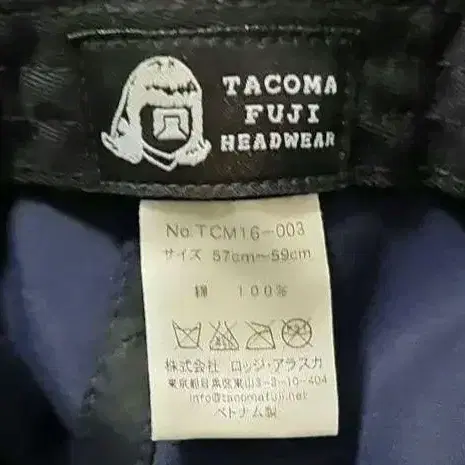 TACOMA
FUJI
HEADWEAR
No.TCM16-003
サイズ 57cm~59cm
綿 100%
株式会社 ロッジ・アラスカ
東京都目黒区東山3-2-10-404
info@tacomafuji.net
ベトナム製